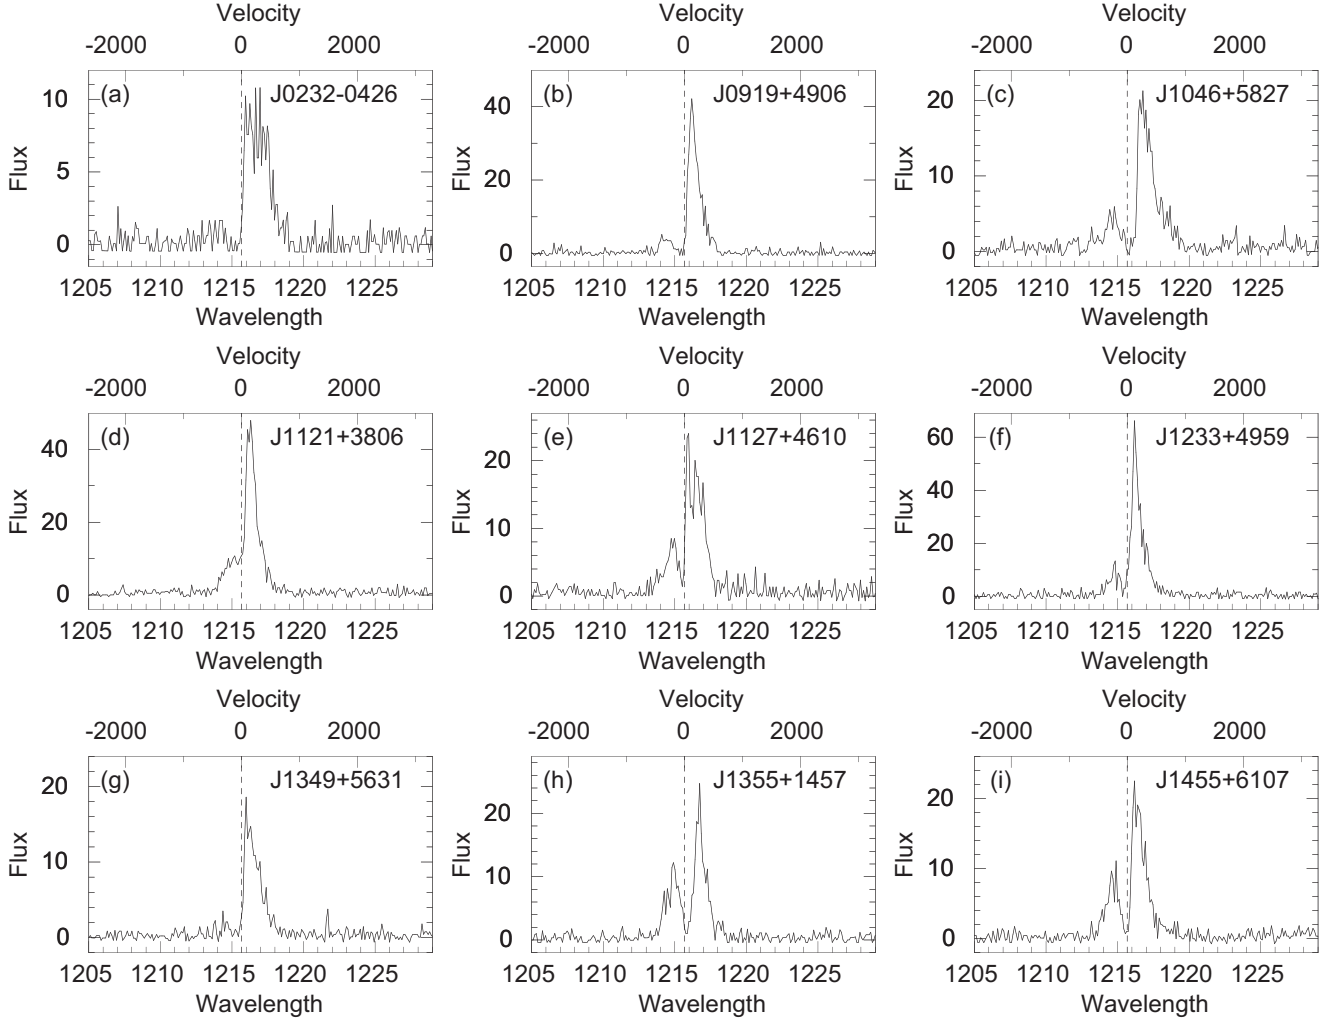 Velocity Velocity Velocity
-2000 0 2000 -2000 0 2000 -2000 0 2000
(a) J0232-0426 (b) J0919+4906 (c) J1046+5827
Flux 10 5 0 Flux 40 20 0 Flux 20 10 0
1205 1210 1215 1220 1225 1205 1210 1215 1220 1225 1205 1210 1215 1220 1225
Wavelength Wavelength Wavelength
Velocity Velocity Velocity
-2000 0 2000 -2000 0 2000 -2000 0 2000
(d) J1121+3806 (e) J1127+4610 (f) J1233+4959
Flux 40 20 0 Flux 20 10 0 Flux 60 40 20 0
1205 1210 1215 1220 1225 1205 1210 1215 1220 1225 1205 1210 1215 1220 1225
Wavelength Wavelength Wavelength
Velocity Velocity Velocity
-2000 0 2000 -2000 0 2000 -2000 0 2000
(g) J1349+5631 (h) J1355+1457 (i) J1455+6107
Flux 20 10 0 Flux 20 10 0 Flux 20 10 0
1205 1210 1215 1220 1225 1205 1210 1215 1220 1225 1205 1210 1215 1220 1225
Wavelength Wavelength Wavelength